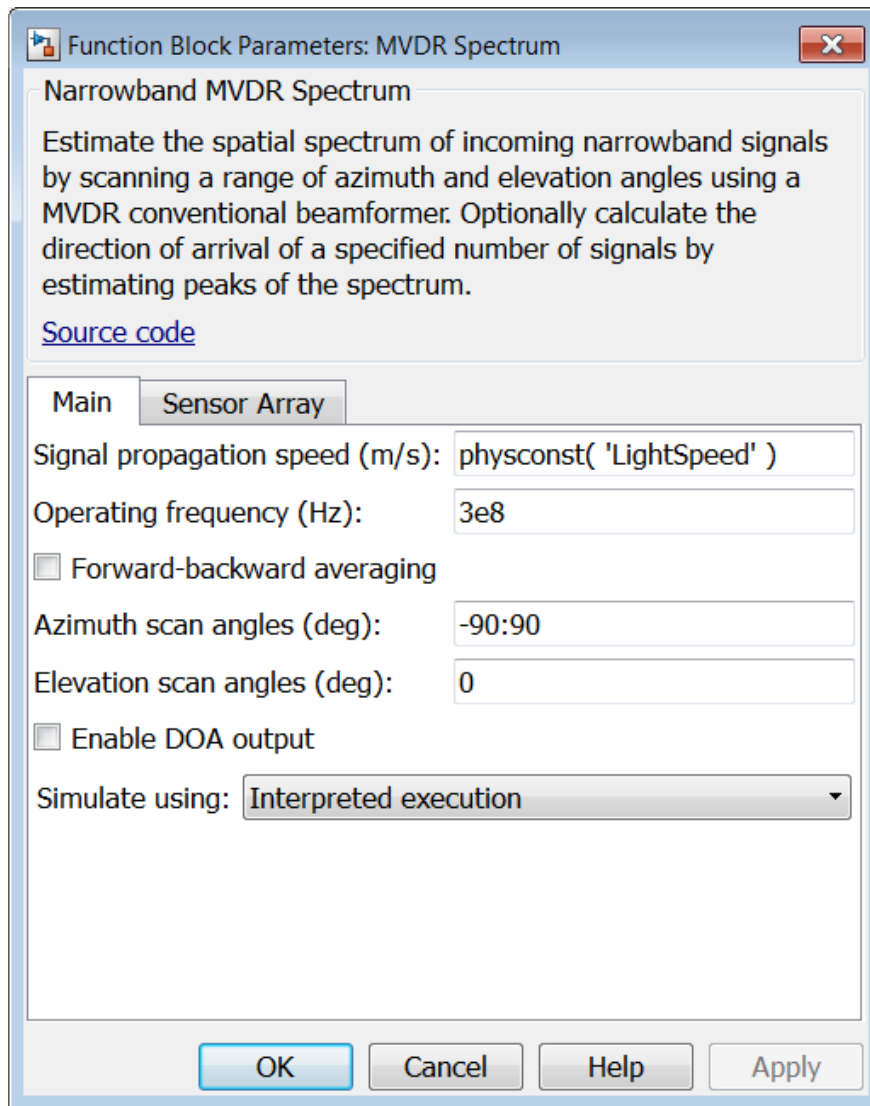 Function Block Parameters: MVDR Spectrum
Narrowband MVDR Spectrum
Estimate the spatial spectrum of incoming narrowband signals
by scanning a range of azimuth and elevation angles using a
MVDR conventional beamformer. Optionally calculate the
direction of arrival of a specified number of signals by
estimating peaks of the spectrum.
Source code
Main Sensor Array
Signal propagation speed (m/s): physconst( 'LightSpeed' )
Operating frequency (Hz): 3e8
Forward-backward averaging
Azimuth scan angles (deg): -90:90
Elevation scan angles (deg): 0
Enable DOA output
Simulate using: Interpreted execution
OK Cancel Help Apply